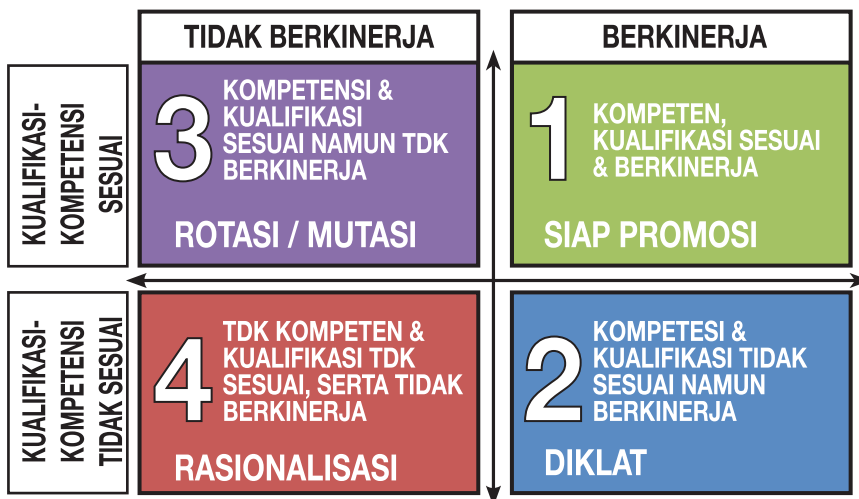 TIDAK BERKINERJA
BERKINERJA
KUALIFIKASI-
KOMPETENSI
SESUAI
3
KOMPETENSI &
KUALIFIKASI
SESUAI NAMUN TDK
BERKINERJA
ROTASI / MUTASI
1
KOMPETEN,
KUALIFIKASI SESUAI
& BERKINERJA
SIAP PROMOSI
KUALIFIKASI-
KOMPETENSI
TIDAK SESUAI
4
TDK KOMPETEN &
KUALIFIKASI TDK
SESUAI, SERTA TIDAK
BERKINERJA
RASIONALISASI
2
KOMPETESI &
KUALIFIKASI TIDAK
SESUAI NAMUN
BERKINERJA
DIKLAT